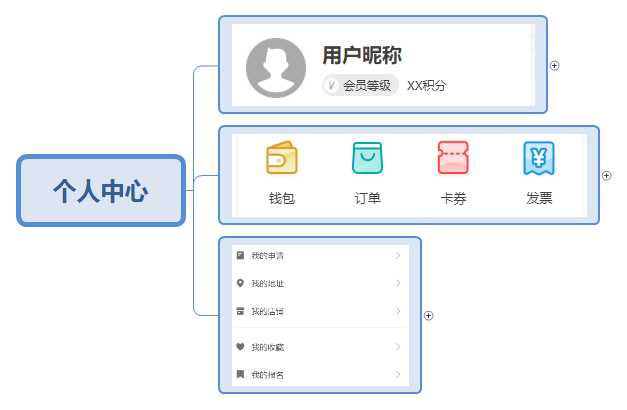 个人中心
用户昵称
V 会员等级 XX积分
钱包 订单 卡券 发票
我的申请
我的地址
我的店铺
我的收藏
我的报名